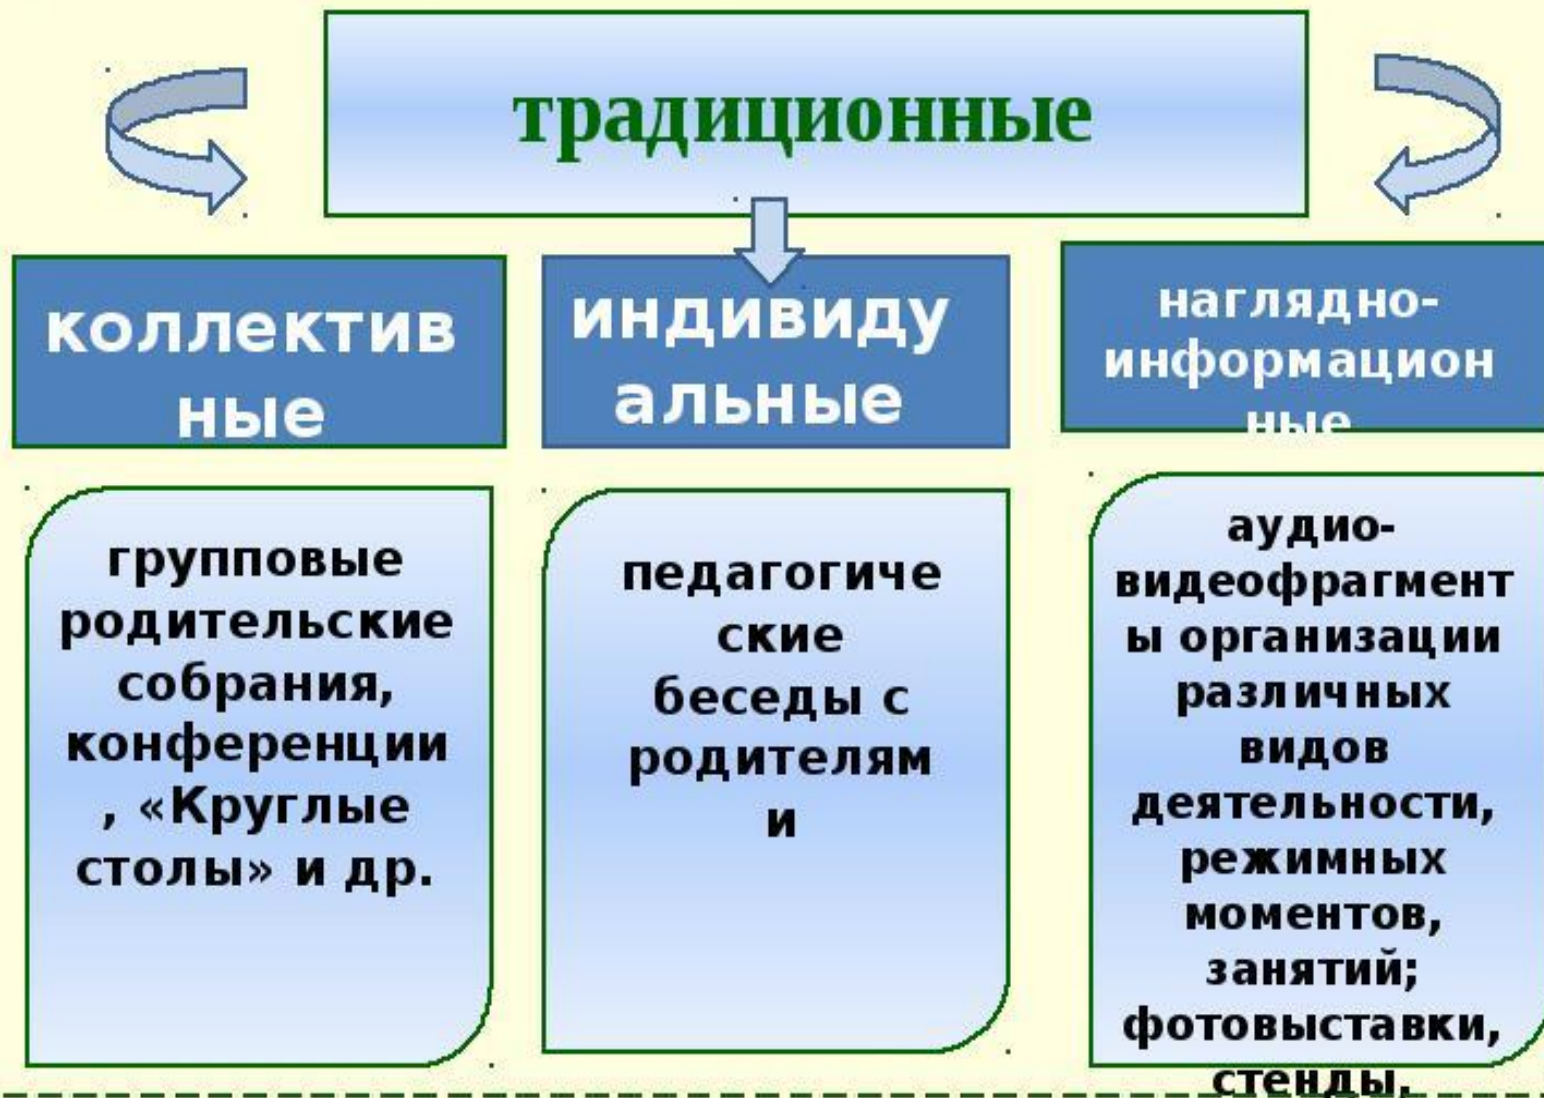 традиционные
коллектив
ные
индивиду
альные
наглядно-
информацион
ные
групповые
родительские
собрания,
конференции
, «Круглые
столы» и др.
педагогиче
ские
беседы с
родителям
и
аудио-
видеофрагмент
ы организации
различных
видов
деятельности,
режимных
моментов,
занятий;
фотовыставки,
стенды,